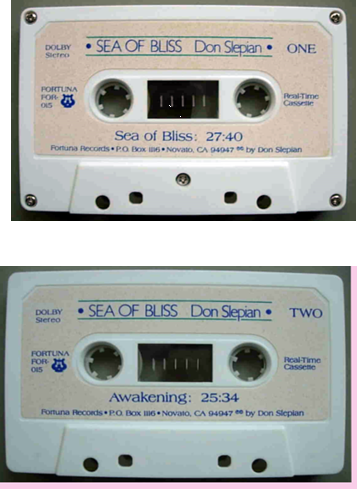 DOLBY
Stereo
• SEA OF BLISS Don Slepian •
ONE
FORTUNA
FOR-
015
Real-Time
Cassette
Sea of Bliss: 27:40
Fortuna Records • P.O. Box 1116 • Novato, CA 94947 by Don Slepian
DOLBY
Stereo
• SEA OF BLISS Don Slepian •
TWO
FORTUNA
FOR-
015
Real-Time
Cassette
Awakening: 25:34
Fortuna Records • P.O. Box 1116 • Novato, CA 94947 by Don Slepian